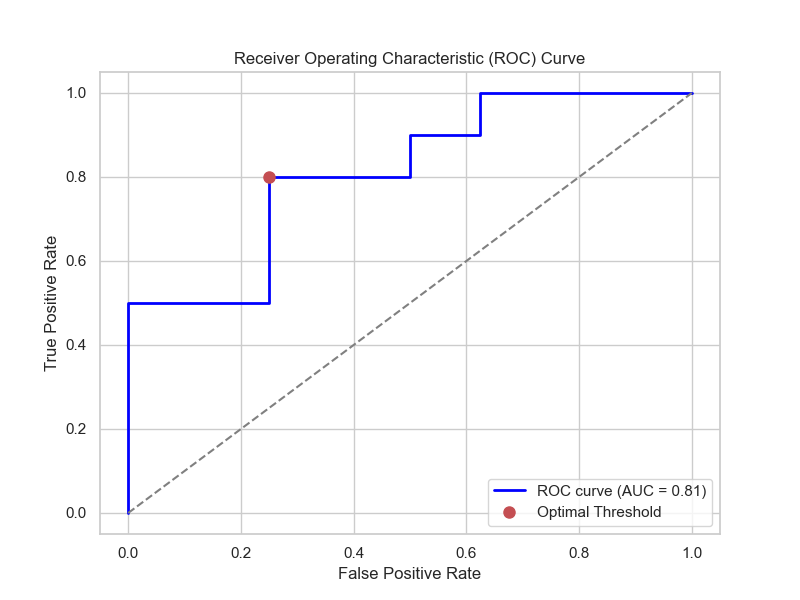 Receiver Operating Characteristic (ROC) Curve
True Positive Rate
1.0
0.8
0.6
0.4
0.2
0.0
ROC curve (AUC = 0.81)
Optimal Threshold
0.0 0.2 0.4 0.6 0.8 1.0
False Positive Rate